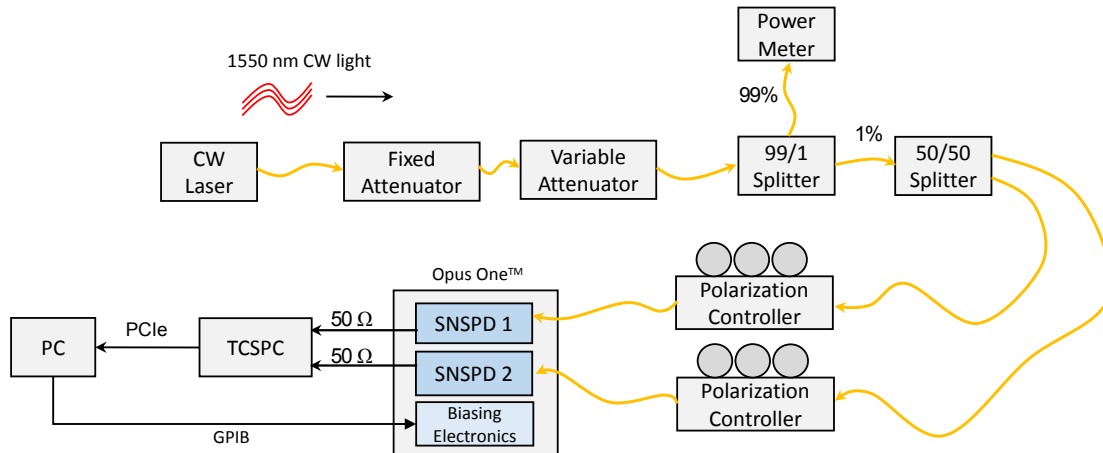 Power
Meter
1550 nm CW light
99%
1%
CW
Laser
Fixed
Attenuator
Variable
Attenuator
99/1
Splitter
50/50
Splitter
Opus One™
Polarization
Controller
PC
PCIe
TCSPC
50 Ω
50 Ω
SNSPD 1
SNSPD 2
Biasing
Electronics
Polarization
Controller
GPIB